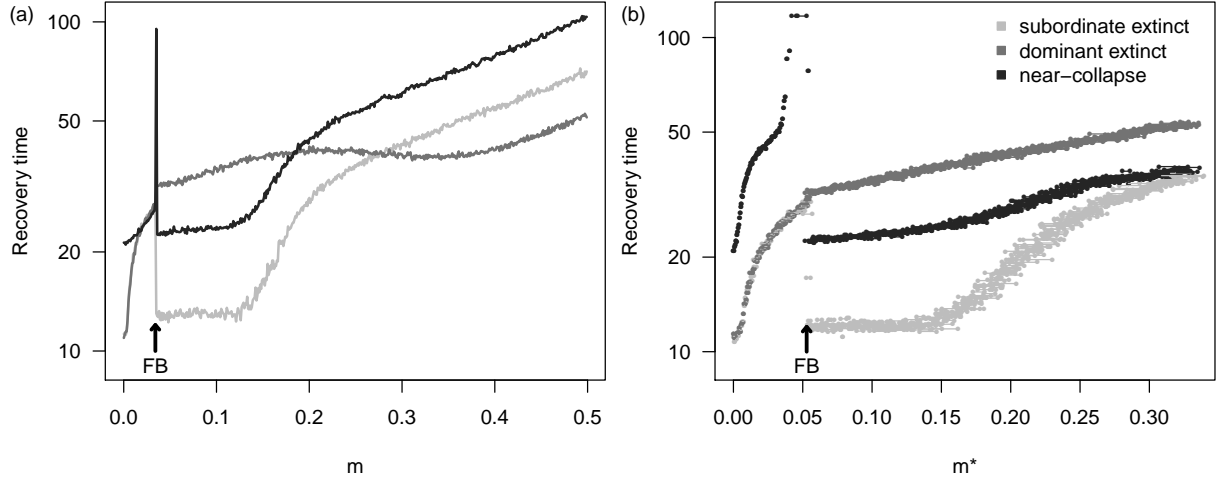 (a)
Recovery time
100
50
20
10
FB
0.0 0.1 0.2 0.3 0.4 0.5
m
(b)
Recovery time
100
50
20
10
subordinate extinct
dominant extinct
near−collapse
FB
0.00 0.05 0.10 0.15 0.20 0.25 0.30
m*